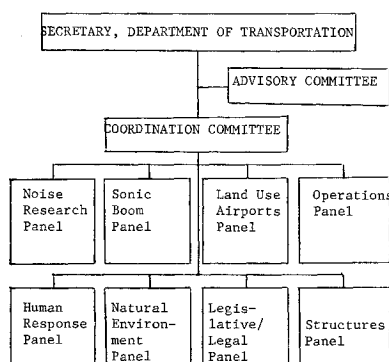 SECRETARY, DEPARTMENT OF TRANSPORTATION
ADVISORY COMMITTEE
COORDINATION COMMITTEE
Noise
Research
Panel
Sonic
Boom
Panel
Land Use
Airports
Panel
Operations
Panel
Human
Response
Panel
Natural
Environ-
ment
Panel
Legis-
lative/
Legal
Panel
Structures
Panel